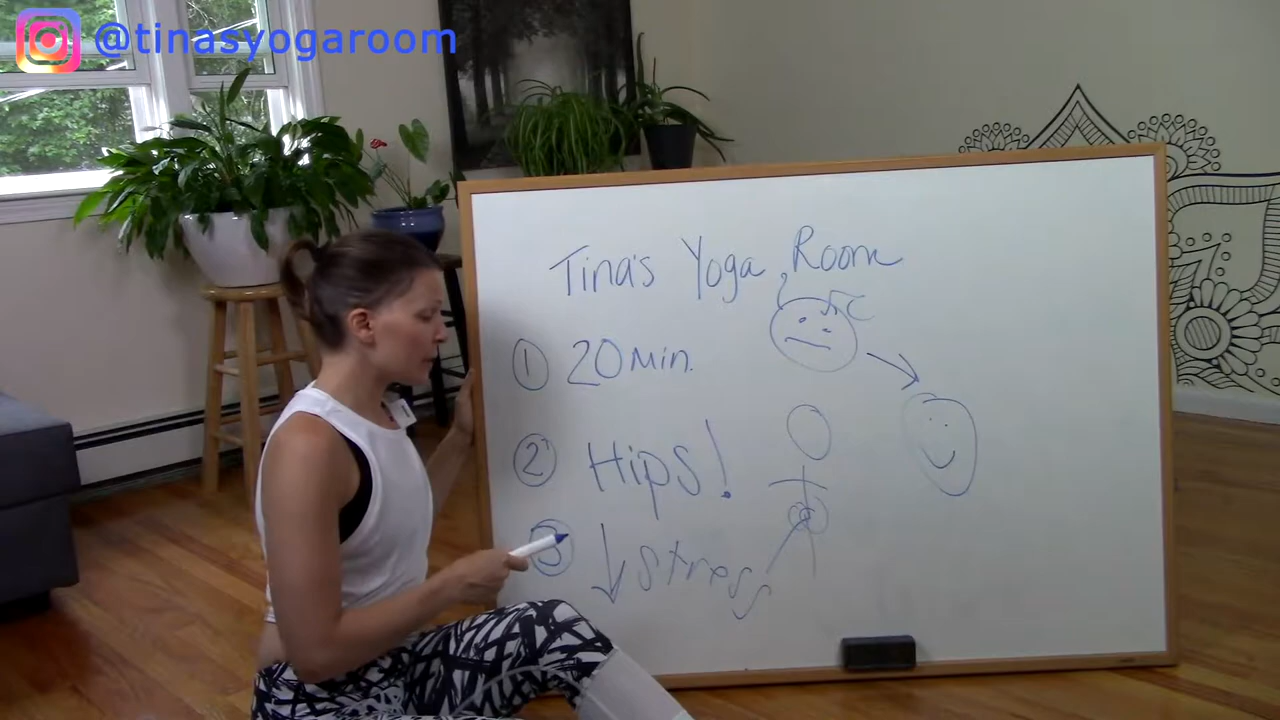 @tinasyogaroom
Tina's Yoga Room
① 20 Min.
② Hips!
③ ↓ Stress